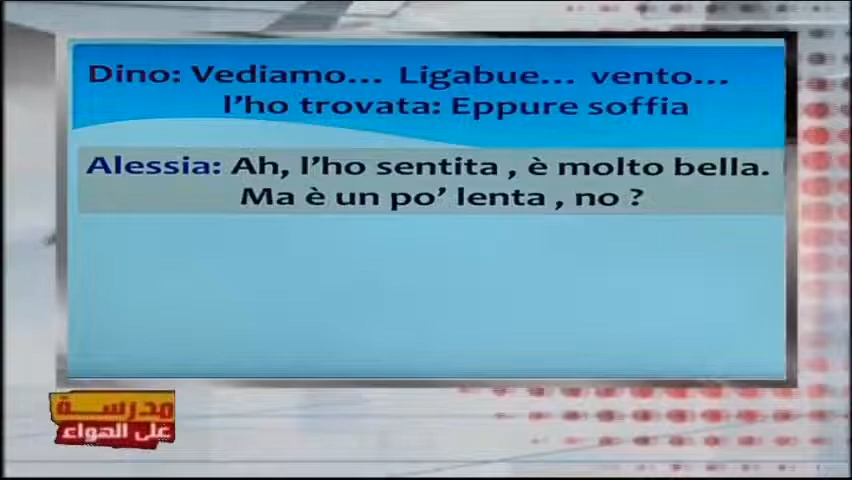 Dino: Vediamo... Ligabue... vento...
l'ho trovata: Eppure soffia
Alessia: Ah, l'ho sentita , è molto bella.
Ma è un po' lenta , no ?
مدرسة
على الهواء